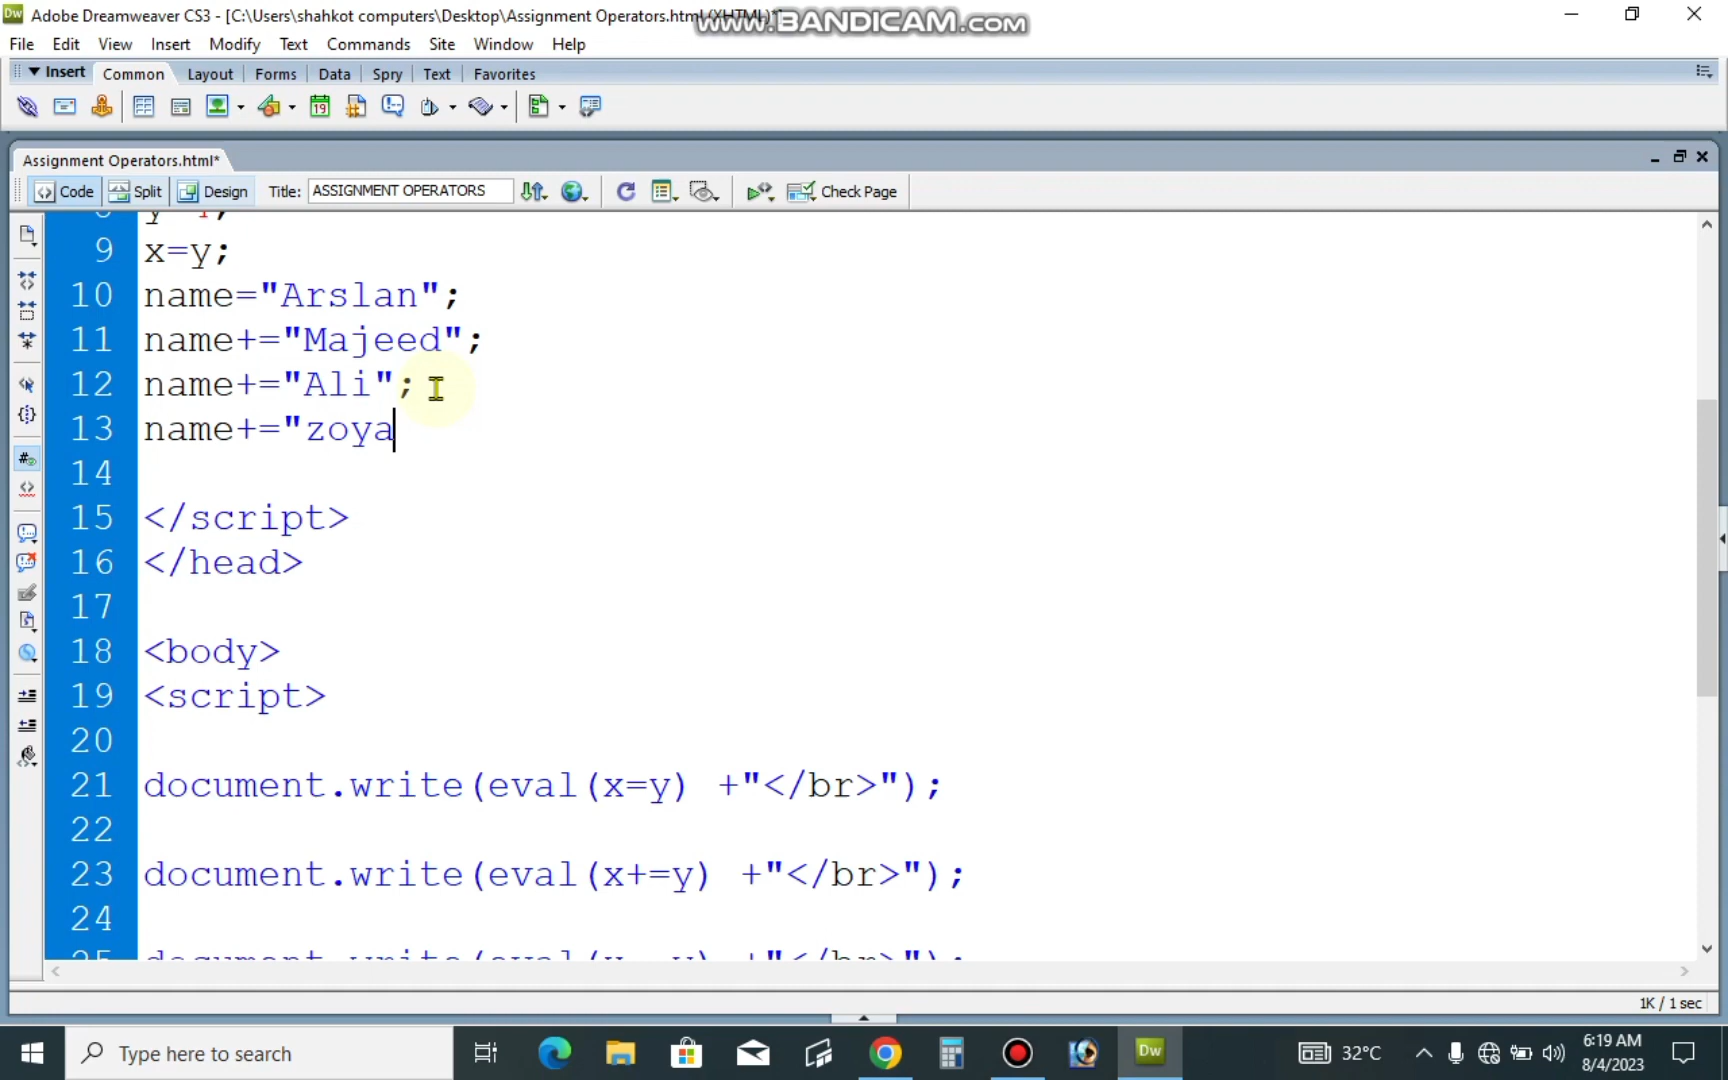 Dw Adobe Dreamweaver CS3 - [C:\Users\shahkot computers\Desktop\Assignment Operators.html (XHTML)*]
www.BANDICAM.com
File Edit View Insert Modify Text Commands Site Window Help
▼ Insert Common Layout Forms Data Spry Text Favorites
19
Assignment Operators.html*
Code Split Design Title: ASSIGNMENT OPERATORS Check Page
9 x=y;
10 name="Arslan";
11 name+="Majeed";
12 name+="Ali";
13 name+="zoya
14
15 </script>
16 </head>
17
18 <body>
19 <script>
20
21 document.write(eval(x=y) +"</br>");
22
23 document.write(eval(x+=y) +"</br>");
24
1K / 1 sec
Type here to search
Dw
32°C
6:19 AM
8/4/2023